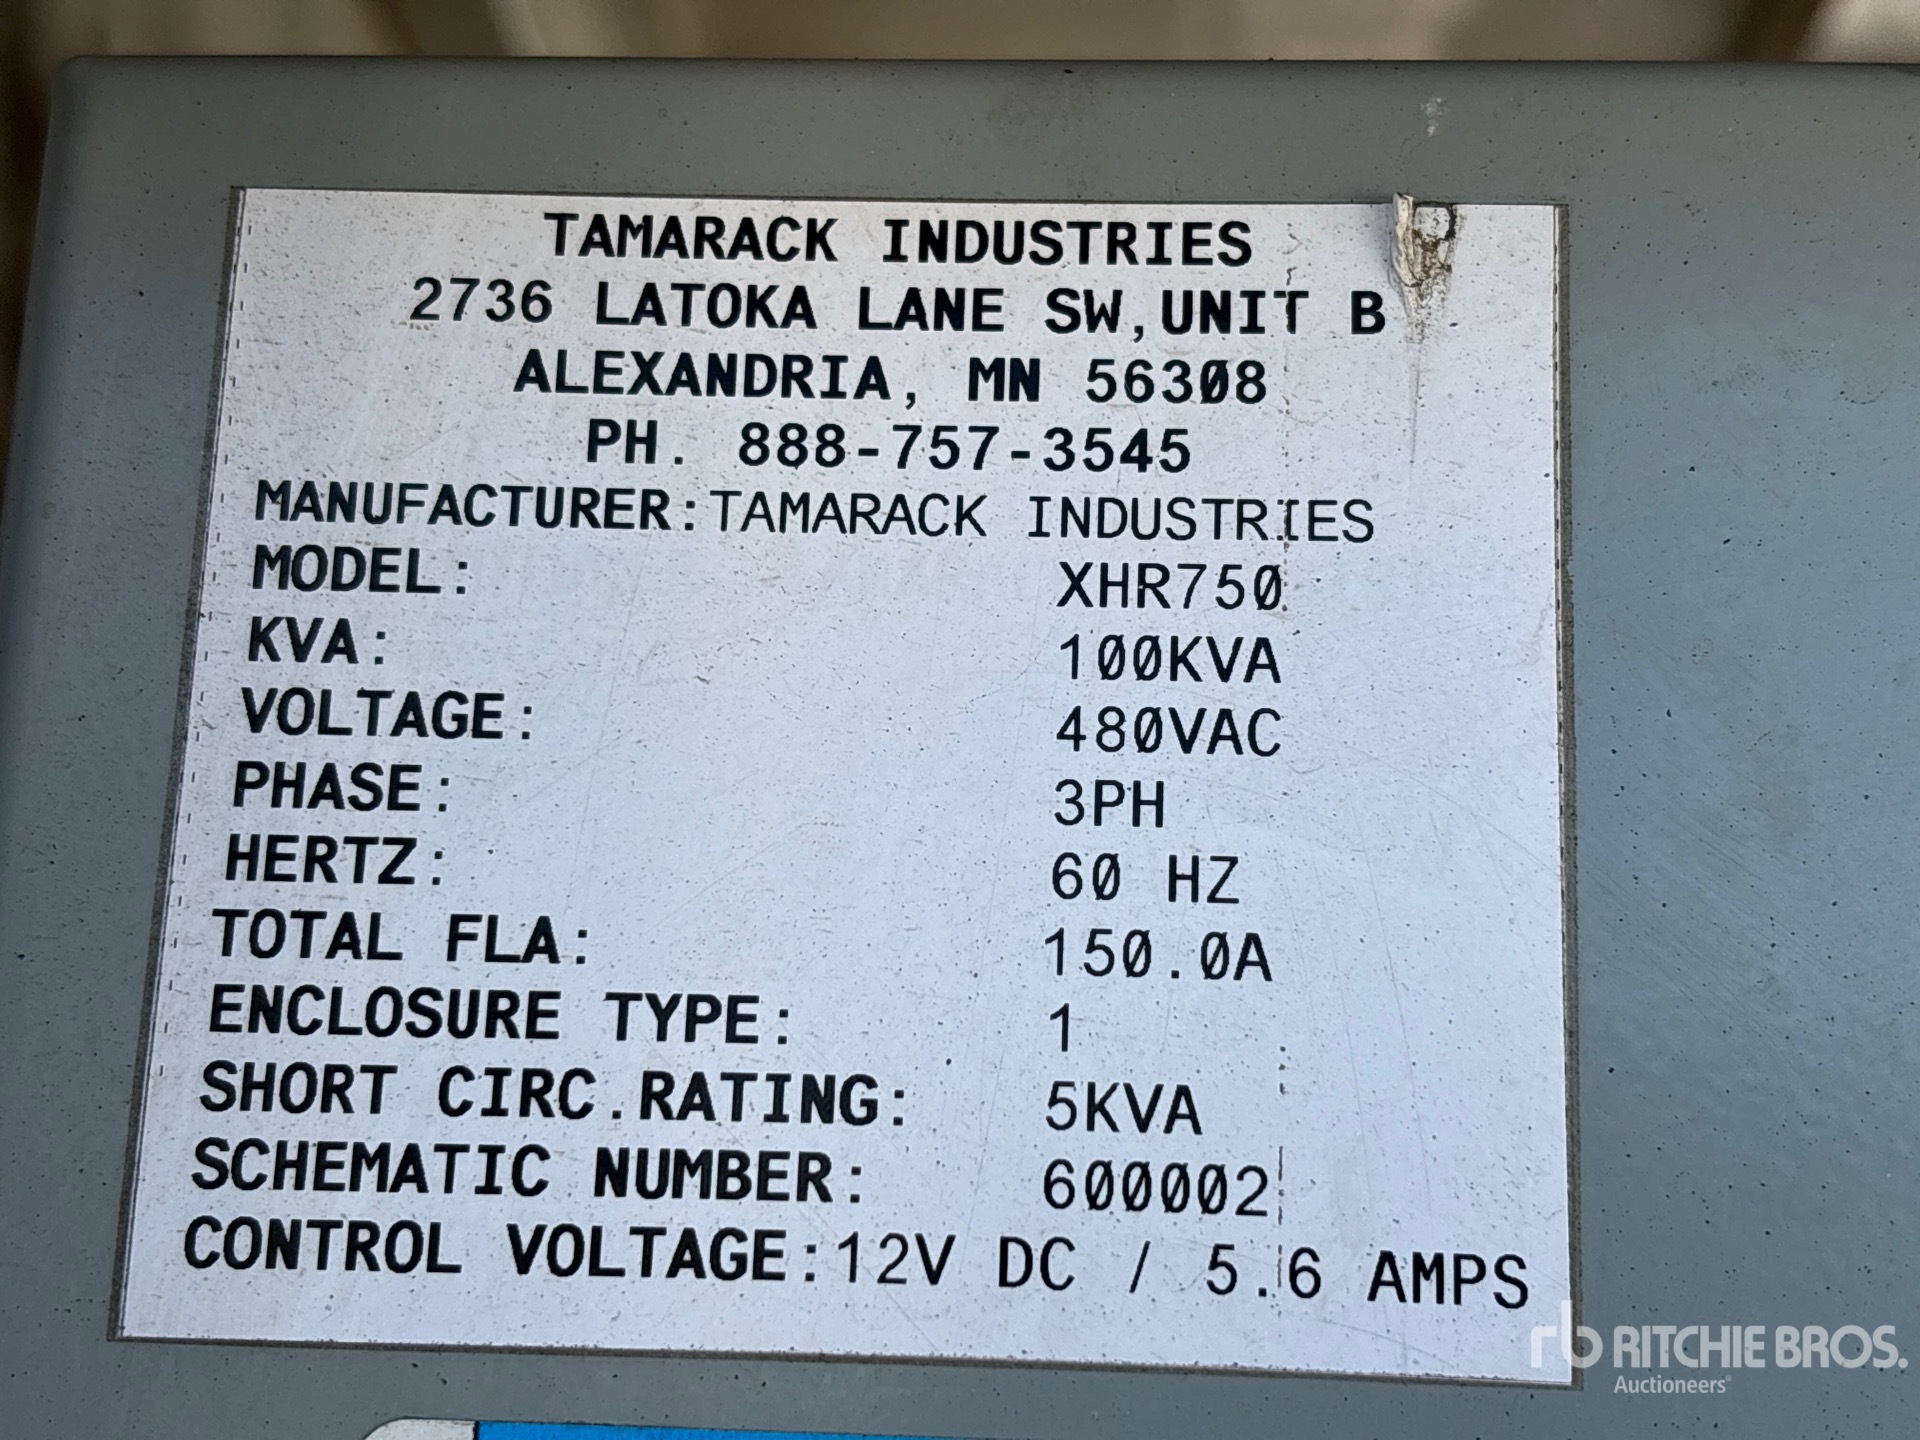 TAMARACK INDUSTRIES
2736 LATOKA LANE SW,UNIT B
ALEXANDRIA, MN 56308
PH. 888-757-3545
MANUFACTURER:TAMARACK INDUSTRIES
MODEL: XHR750
KVA: 100KVA
VOLTAGE: 480VAC
PHASE: 3PH
HERTZ: 60 HZ
TOTAL FLA: 150.0A
ENCLOSURE TYPE: 1
SHORT CIRC.RATING: 5KVA
SCHEMATIC NUMBER: 600002
CONTROL VOLTAGE:12V DC / 5.6 AMPS
rb RITCHIE BROS.
Auctioneers